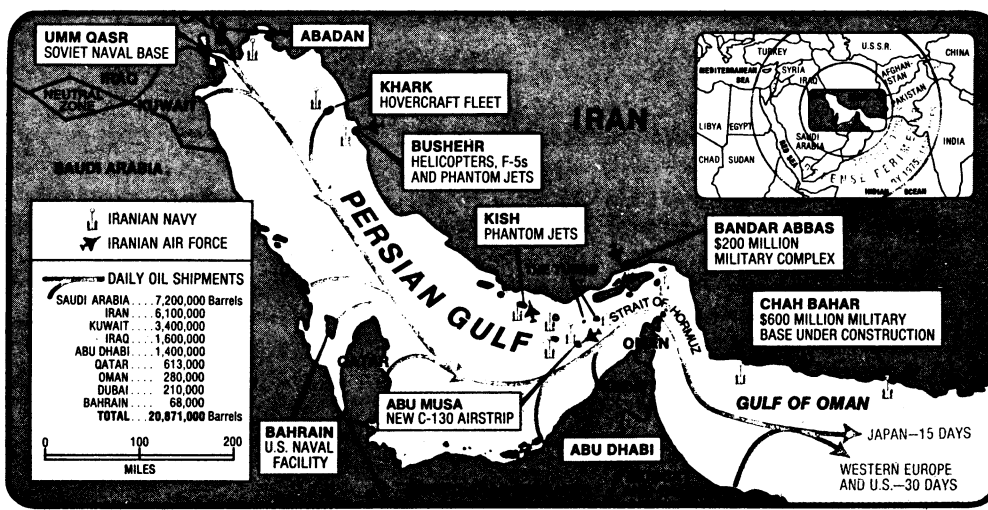 UMM QASR
SOVIET NAVAL BASE
ABADAN
IRAQ
NEUTRAL
ZONE
KUWAIT
SAUDI ARABIA
KHARK
HOVERCRAFT FLEET
BUSHEHR
HELICOPTERS, F-5s
AND PHANTOM JETS
IRAN
TURKEY
U.S.S.R.
CHINA
MEDITERRANEAN
SEA
SYRIA
IRAQ
AFGHAN-
ISTAN
PAKISTAN
LIBYA
EGYPT
SAUDI
ARABIA
RED SEA
INDIA
CHAD
SUDAN
DEFENSE PERIMETER
BY 1975
INDIAN OCEAN
PERSIAN GULF
KISH
PHANTOM JETS
BANDAR ABBAS
$200 MILLION
MILITARY COMPLEX
STRAIT OF HORMUZ
OMAN
CHAH BAHAR
$600 MILLION MILITARY
BASE UNDER CONSTRUCTION
IRANIAN NAVY
IRANIAN AIR FORCE
DAILY OIL SHIPMENTS
SAUDI ARABIA .... 7,200,000 Barrels
IRAN .... 6,100,000
KUWAIT .... 3,400,000
IRAQ .... 1,600,000
ABU DHABI .... 1,400,000
QATAR .... 613,000
OMAN .... 280,000
DUBAI .... 210,000
BAHRAIN .... 68,000
TOTAL ... 20,871,000 Barrels
0 100 200
MILES
BAHRAIN
U.S. NAVAL
FACILITY
ABU MUSA
NEW C-130 AIRSTRIP
ABU DHABI
GULF OF OMAN
JAPAN—15 DAYS
WESTERN EUROPE
AND U.S.—30 DAYS